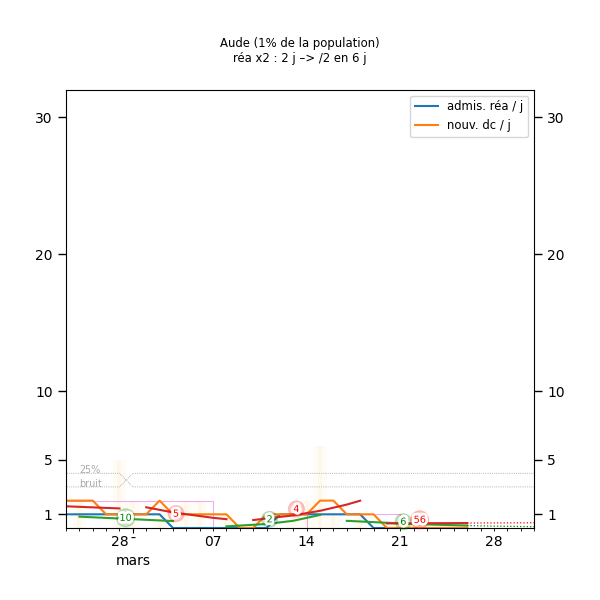 Aude (1% de la population)
réa x2 : 2 j –> /2 en 6 j
admis. réa / j
nouv. dc / j
30 30
20 20
10 10
5 5
25%
bruit
10 5 2 4 6 56
1 1
28 07 14 21 28
mars